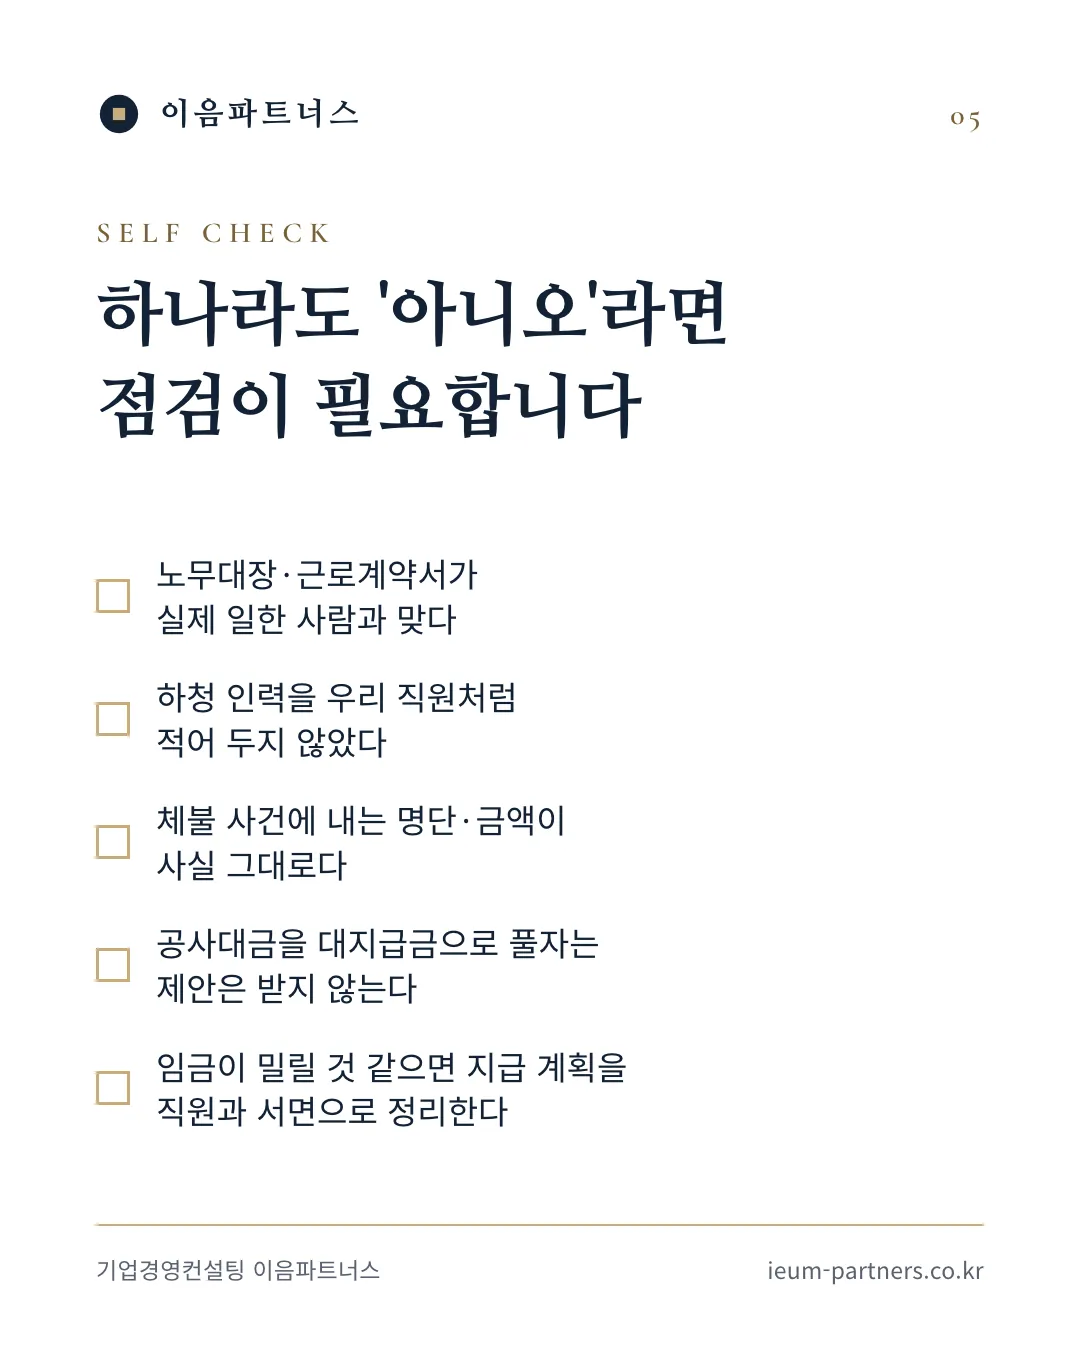 이음파트너스
05
SELF CHECK
하나라도 '아니오'라면
점검이 필요합니다
노무대장·근로계약서가
실제 일한 사람과 맞다
하청 인력을 우리 직원처럼
적어 두지 않았다
체불 사건에 내는 명단·금액이
사실 그대로다
공사대금을 대지급금으로 풀자는
제안은 받지 않는다
임금이 밀릴 것 같으면 지급 계획을
직원과 서면으로 정리한다
기업경영컨설팅 이음파트너스
ieum-partners.co.kr